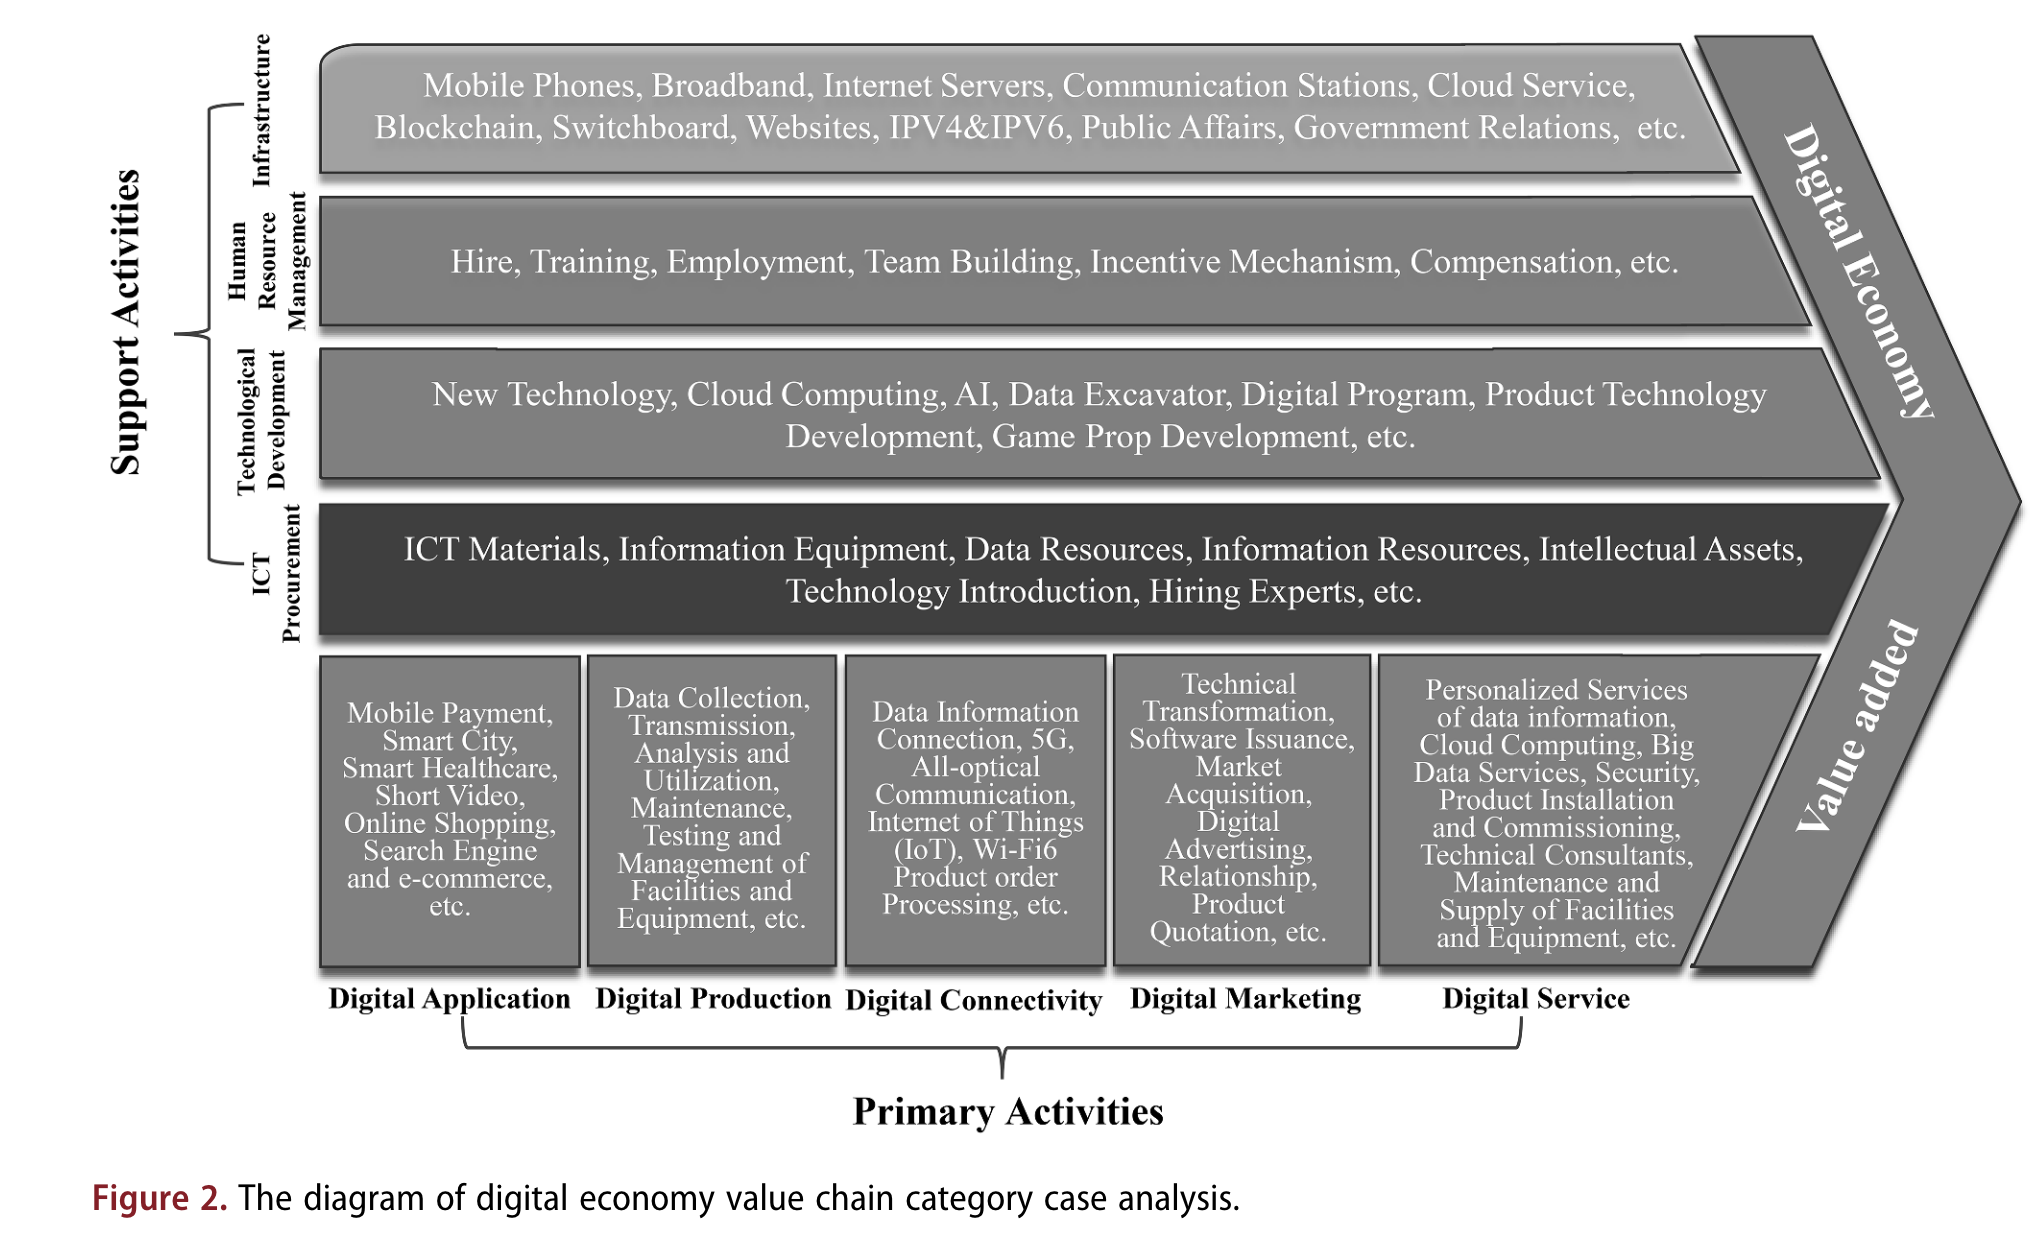 Support Activities
Infrastructure
Mobile Phones, Broadband, Internet Servers, Communication Stations, Cloud Service,
Blockchain, Switchboard, Websites, IPV4&IPV6, Public Affairs, Government Relations, etc.
Human
Resource
Management
Hire, Training, Employment, Team Building, Incentive Mechanism, Compensation, etc.
Technological
Development
New Technology, Cloud Computing, AI, Data Excavator, Digital Program, Product Technology
Development, Game Prop Development, etc.
ICT
Procurement
ICT Materials, Information Equipment, Data Resources, Information Resources, Intellectual Assets,
Technology Introduction, Hiring Experts, etc.
Digital Economy
Value added
Mobile Payment,
Smart City,
Smart Healthcare,
Short Video,
Online Shopping,
Search Engine
and e-commerce,
etc.
Digital Application
Data Collection,
Transmission,
Analysis and
Utilization,
Maintenance,
Testing and
Management of
Facilities and
Equipment, etc.
Digital Production
Data Information
Connection, 5G,
All-optical
Communication,
Internet of Things
(IoT), Wi-Fi6
Product order
Processing, etc.
Digital Connectivity
Technical
Transformation,
Software Issuance,
Market
Acquisition,
Digital
Advertising,
Relationship,
Product
Quotation, etc.
Digital Marketing
Personalized Services
of data information,
Cloud Computing, Big
Data Services, Security,
Product Installation
and Commissioning,
Technical Consultants,
Maintenance and
Supply of Facilities
and Equipment, etc.
Digital Service
Primary Activities
Figure 2. The diagram of digital economy value chain category case analysis.